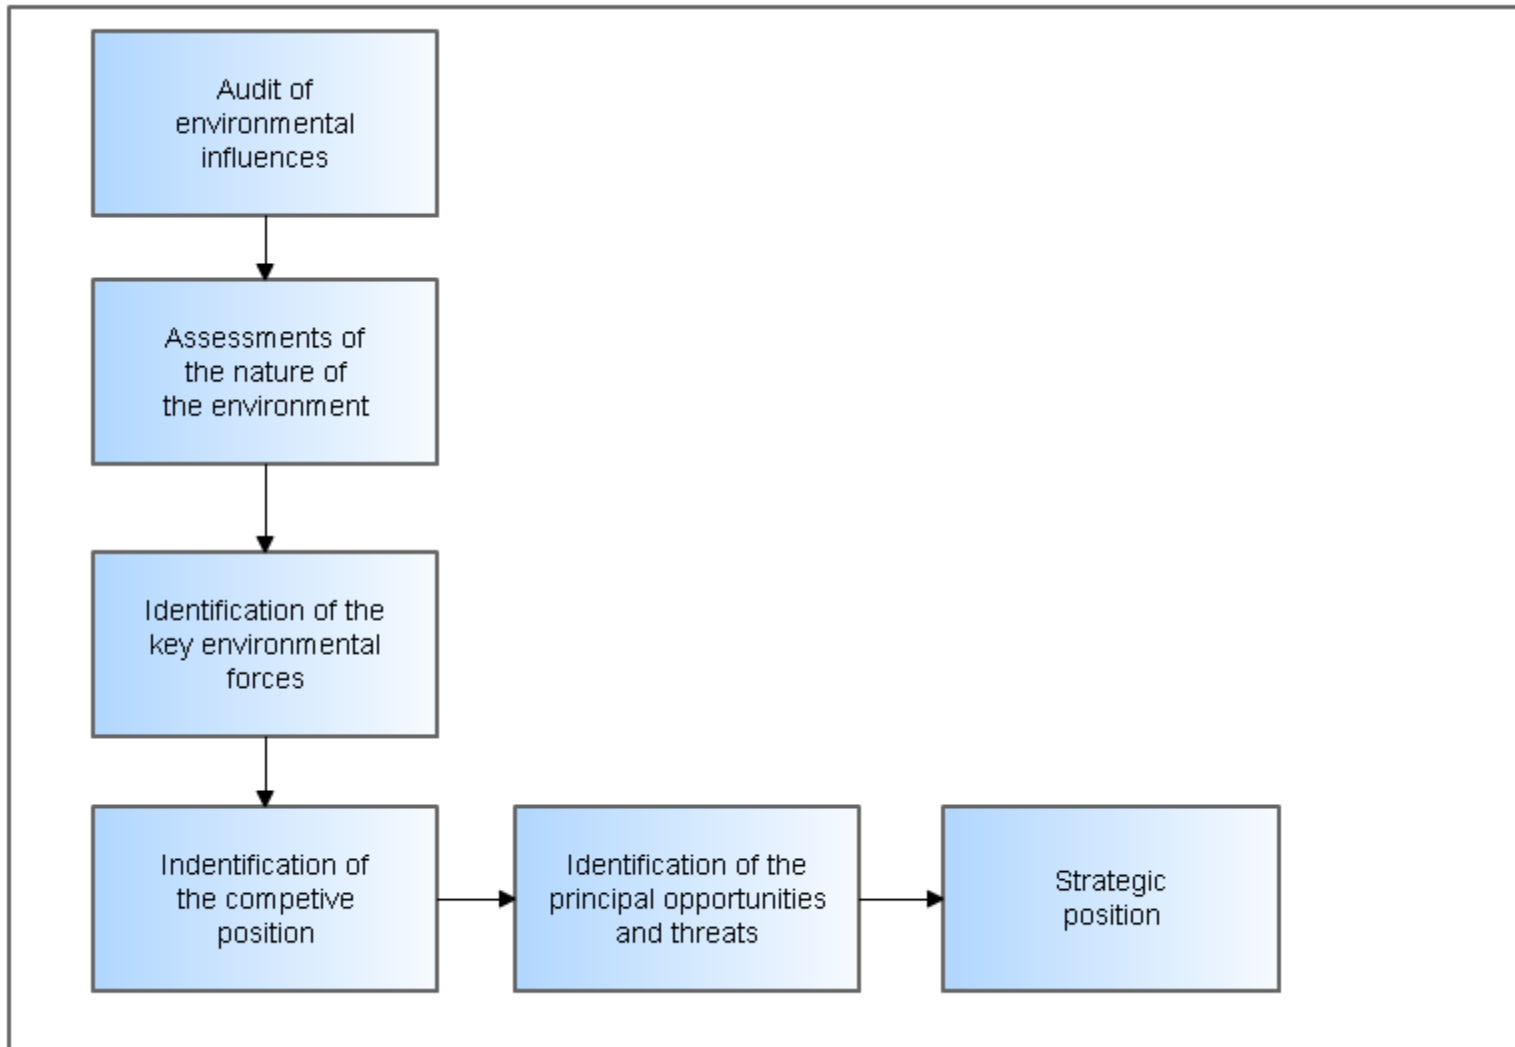 Audit of
environmental
influences
Assessments of
the nature of
the environment
Identification of the
key environmental
forces
Indentification of
the competive
position
Identification of the
principal opportunities
and threats
Strategic
position